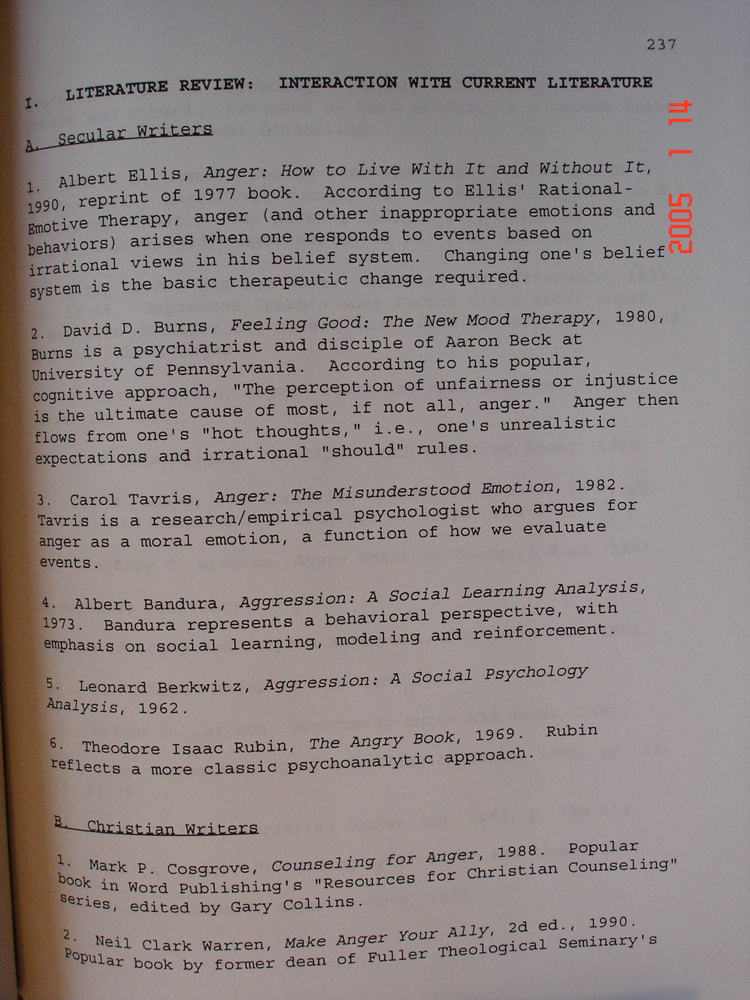 237
I. LITERATURE REVIEW: INTERACTION WITH CURRENT LITERATURE
A. Secular Writers
1. Albert Ellis, Anger: How to Live With It and Without It,
1990, reprint of 1977 book. According to Ellis' Rational-
Emotive Therapy, anger (and other inappropriate emotions and
behaviors) arises when one responds to events based on
irrational views in his belief system. Changing one's belief
system is the basic therapeutic change required.
2. David D. Burns, Feeling Good: The New Mood Therapy, 1980,
Burns is a psychiatrist and disciple of Aaron Beck at
University of Pennsylvania. According to his popular,
cognitive approach, "The perception of unfairness or injustice
is the ultimate cause of most, if not all, anger." Anger then
flows from one's "hot thoughts," i.e., one's unrealistic
expectations and irrational "should" rules.
3. Carol Tavris, Anger: The Misunderstood Emotion, 1982.
Tavris is a research/empirical psychologist who argues for
anger as a moral emotion, a function of how we evaluate
events.
4. Albert Bandura, Aggression: A Social Learning Analysis,
1973. Bandura represents a behavioral perspective, with
emphasis on social learning, modeling and reinforcement.
5. Leonard Berkwitz, Aggression: A Social Psychology
Analysis, 1962.
6. Theodore Isaac Rubin, The Angry Book, 1969. Rubin
reflects a more classic psychoanalytic approach.
B. Christian Writers
1. Mark P. Cosgrove, Counseling for Anger, 1988. Popular
book in Word Publishing's "Resources for Christian Counseling"
series, edited by Gary Collins.
2. Neil Clark Warren, Make Anger Your Ally, 2d ed., 1990.
Popular book by former dean of Fuller Theological Seminary's
2005 1 14